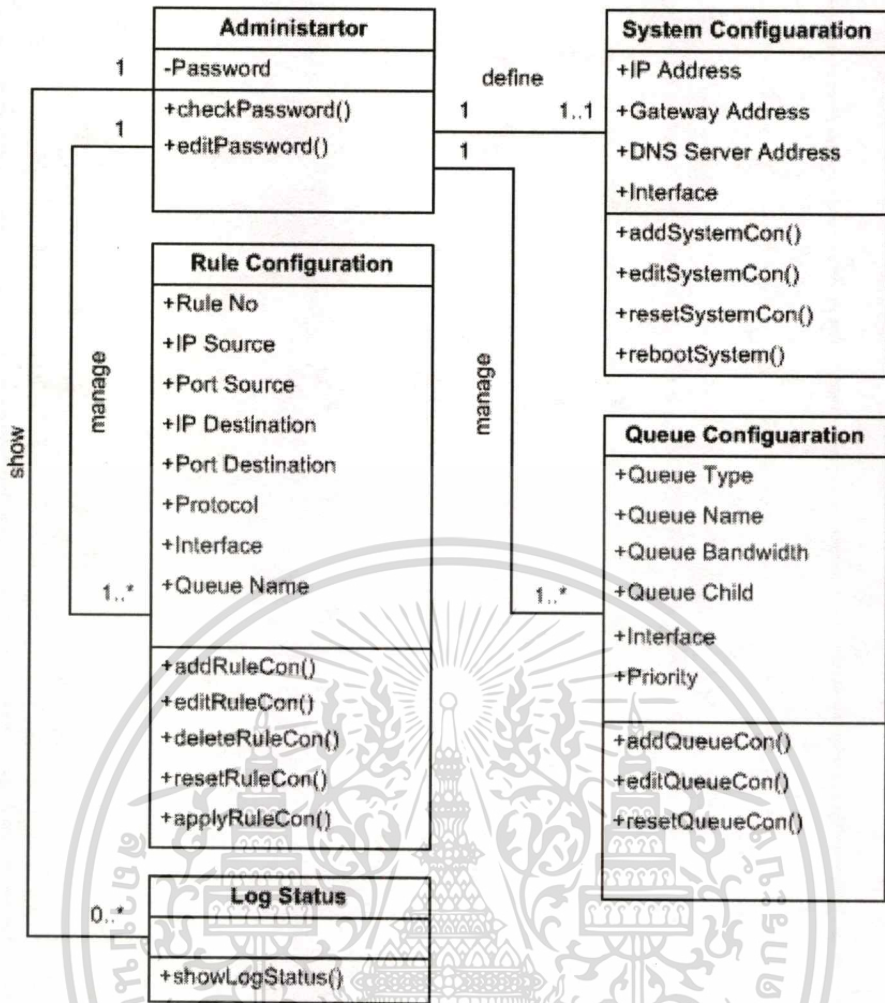 Administartor
-Password
+checkPassword()
+editPassword()
1
1
define
1
1..1
1
System Configuaration
+IP Address
+Gateway Address
+DNS Server Address
+Interface
+addSystemCon()
+editSystemCon()
+resetSystemCon()
+rebootSystem()
show
manage
Rule Configuration
+Rule No
+IP Source
+Port Source
+IP Destination
+Port Destination
+Protocol
+Interface
+Queue Name
1..*
+addRuleCon()
+editRuleCon()
+deleteRuleCon()
+resetRuleCon()
+applyRuleCon()
manage
1..*
Queue Configuaration
+Queue Type
+Queue Name
+Queue Bandwidth
+Queue Child
+Interface
+Priority
+addQueueCon()
+editQueueCon()
+resetQueueCon()
Log Status
0..*
+showLogStatus()